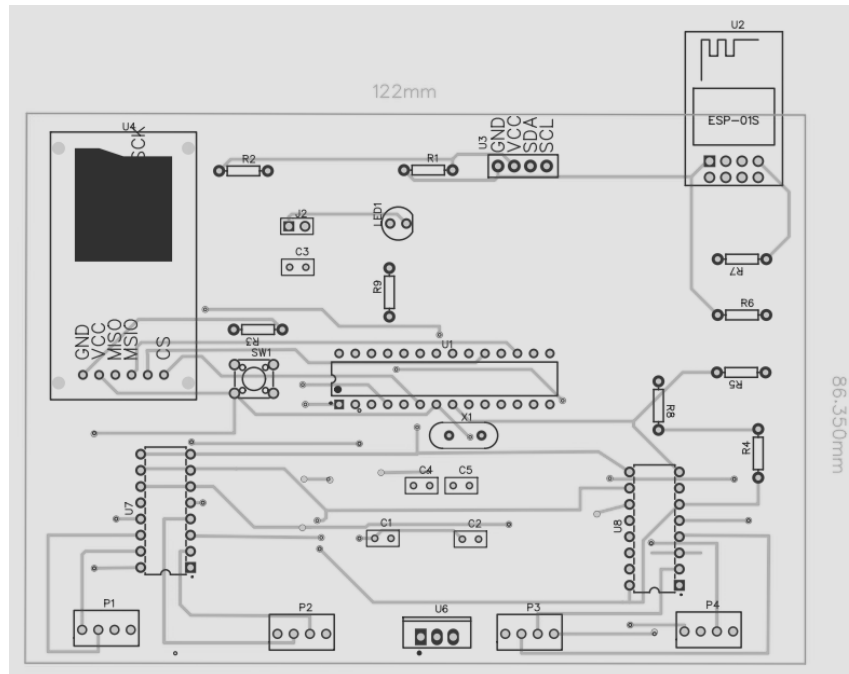 U2
122mm
ESP-01S
U4
SCK
U3
GND
VCC
SDA
SCL
R2
R1
J2
LED1
C3
R7
R9
R6
GND
VCC
MISO
MSIO
CS
R3
SW1
U1
R5
86.350mm
R8
X1
R4
C4
C5
U7
U8
C1
C2
P1
P2
U6
P3
P4